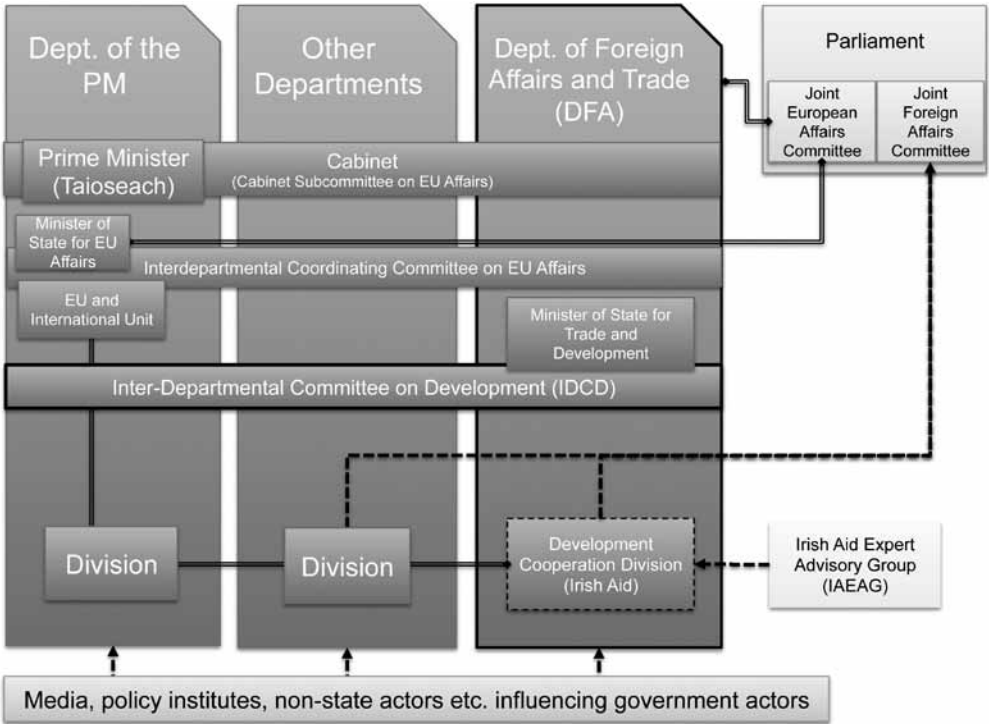 Dept. of the
PM
Other
Departments
Dept. of Foreign
Affairs and Trade
(DFA)
Parliament
Joint
European
Affairs
Committee
Joint
Foreign
Affairs
Committee
Prime Minister
(Taioseach)
Cabinet
(Cabinet Subcommittee on EU Affairs)
Minister of
State for EU
Affairs
Interdepartmental Coordinating Committee on EU Affairs
EU and
International Unit
Minister of State for
Trade and
Development
Inter-Departmental Committee on Development (IDCD)
Division
Division
Development
Cooperation Division
(Irish Aid)
Irish Aid Expert
Advisory Group
(IAEAG)
Media, policy institutes, non-state actors etc. influencing government actors